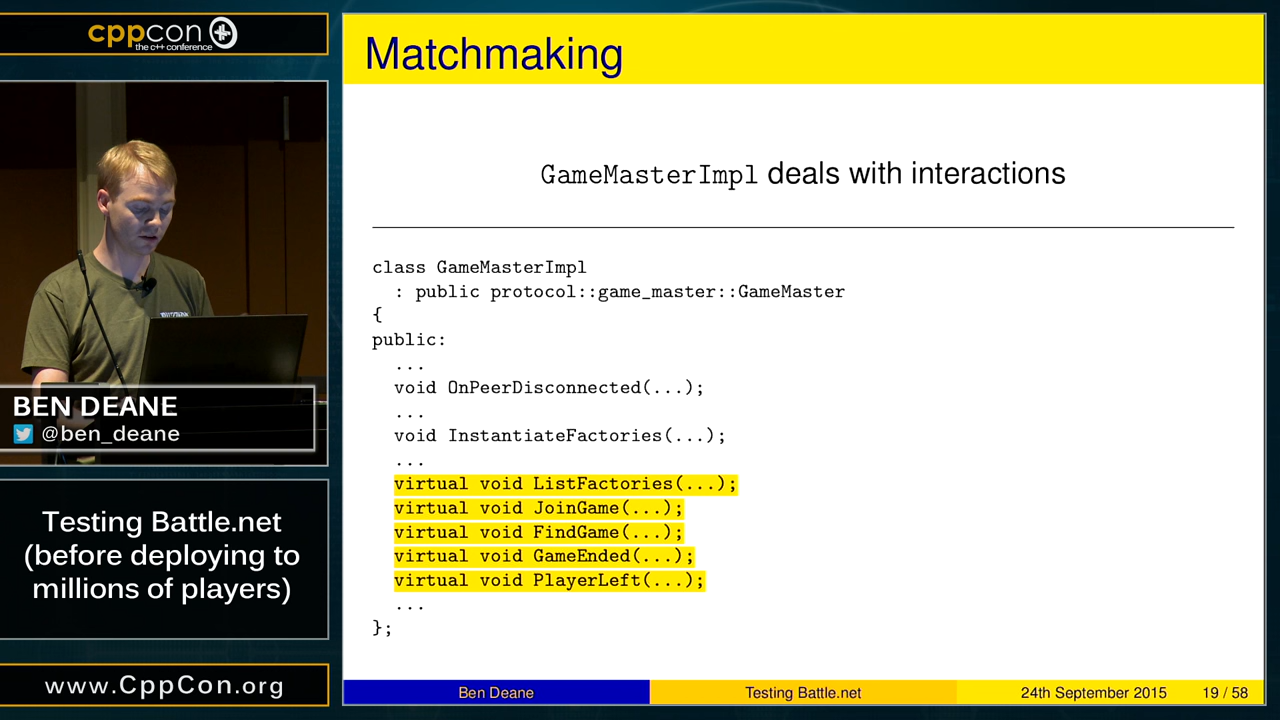 cppcon
the c++ conference
BEN DEANE
@ben_deane
Testing Battle.net
(before deploying to
millions of players)
www.CppCon.org
Matchmaking
GameMasterImpl deals with interactions
class GameMasterImpl
  : public protocol::game_master::GameMaster
{
public:
  ...
  void OnPeerDisconnected(...);
  ...
  void InstantiateFactories(...);
  ...
  virtual void ListFactories(...);
  virtual void JoinGame(...);
  virtual void FindGame(...);
  virtual void GameEnded(...);
  virtual void PlayerLeft(...);
  ...
};
Ben Deane
Testing Battle.net
24th September 2015
19 / 58